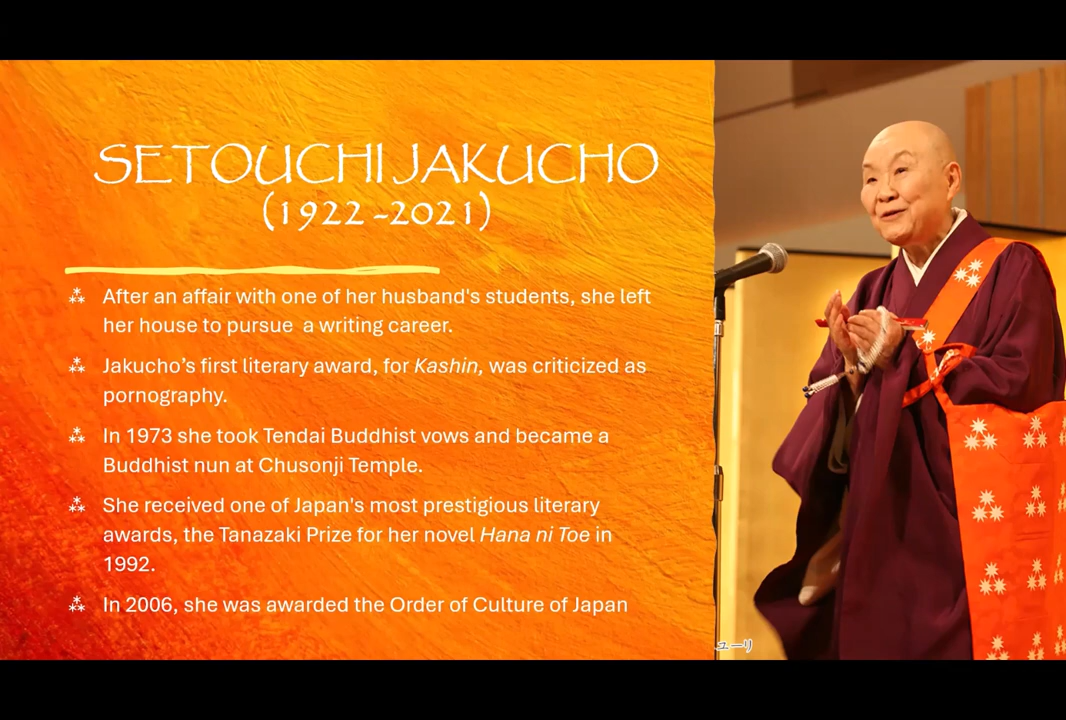 SETOUCHI JAKUCHO
(1922 -2021)
After an affair with one of her husband's students, she left
her house to pursue  a writing career.
Jakucho’s first literary award, for Kashin, was criticized as
pornography.
In 1973 she took Tendai Buddhist vows and became a
Buddhist nun at Chusonji Temple.
She received one of Japan's most prestigious literary
awards, the Tanazaki Prize for her novel Hana ni Toe in
1992.
In 2006, she was awarded the Order of Culture of Japan
ユーリ